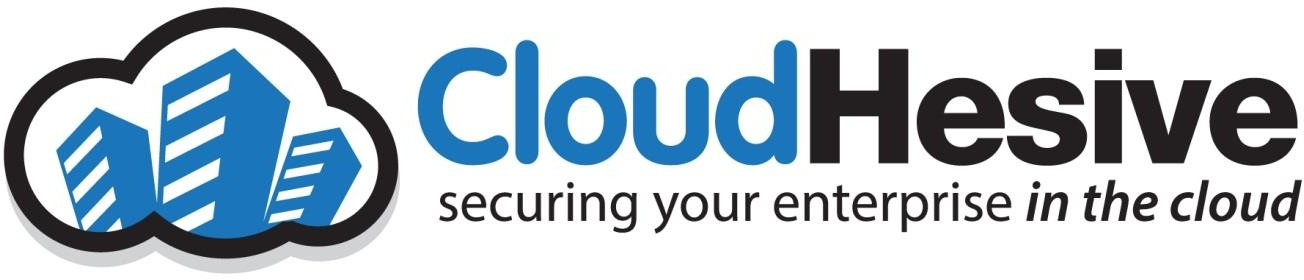 CloudHesive
securing your enterprise in the cloud